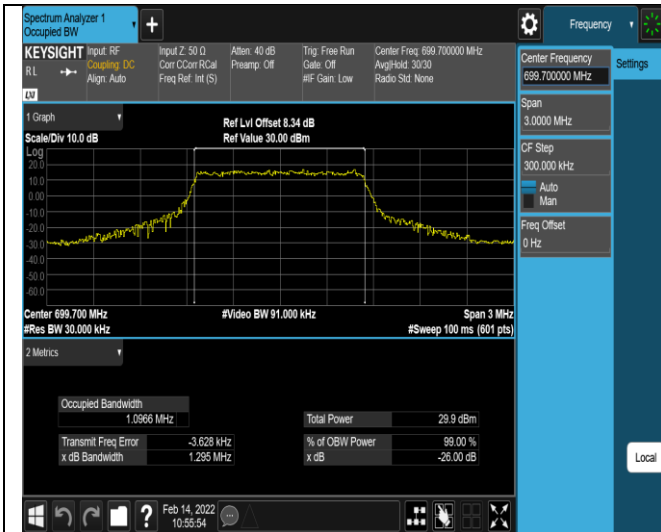 Spectrum Analyzer 1
Occupied BW
Frequency
KEYSIGHT
RL
LXI
Input: RF
Coupling: DC
Align: Auto
Input Z: 50 Ω
Corr CCorr RCal
Freq Ref: Int (S)
Atten: 40 dB
Preamp: Off
Trig: Free Run
Gate: Off
#IF Gain: Low
Center Freq: 699.700000 MHz
Avg|Hold: 30/30
Radio Std: None
Center Frequency
699.700000 MHz
Settings
Span
3.0000 MHz
CF Step
300.000 kHz
Auto
Man
Freq Offset
0 Hz
Local
1 Graph
Scale/Div 10.0 dB
Ref Lvl Offset 8.34 dB
Ref Value 30.00 dBm
Log
20.0
10.0
0.00
-10.0
-20.0
-30.0
-40.0
-50.0
-60.0
Center 699.700 MHz
#Video BW 91.000 kHz
Span 3 MHz
#Res BW 30.000 kHz
#Sweep 100 ms (601 pts)
2 Metrics
Occupied Bandwidth
1.0966 MHz
Total Power 29.9 dBm
Transmit Freq Error -3.628 kHz
% of OBW Power 99.00 %
x dB Bandwidth 1.295 MHz
x dB -26.00 dB
?
Feb 14, 2022
10:55:54